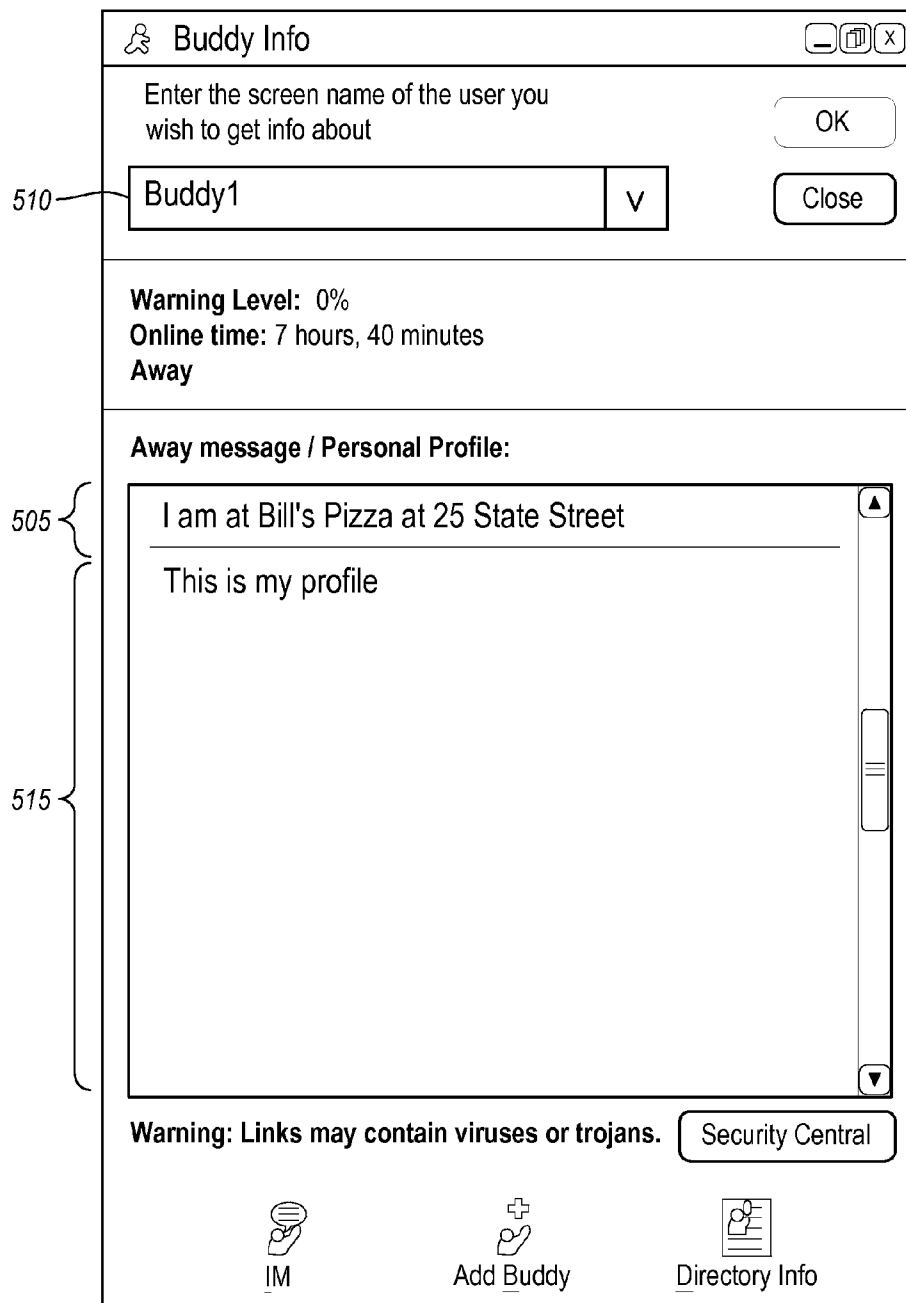 Buddy Info
X
Enter the screen name of the user you
wish to get info about
OK
510
Buddy1
V
Close
Warning Level: 0%
Online time: 7 hours, 40 minutes
Away
Away message / Personal Profile:
505
I am at Bill's Pizza at 25 State Street
This is my profile
515
Warning: Links may contain viruses or trojans.
Security Central
IM
Add Buddy
Directory Info